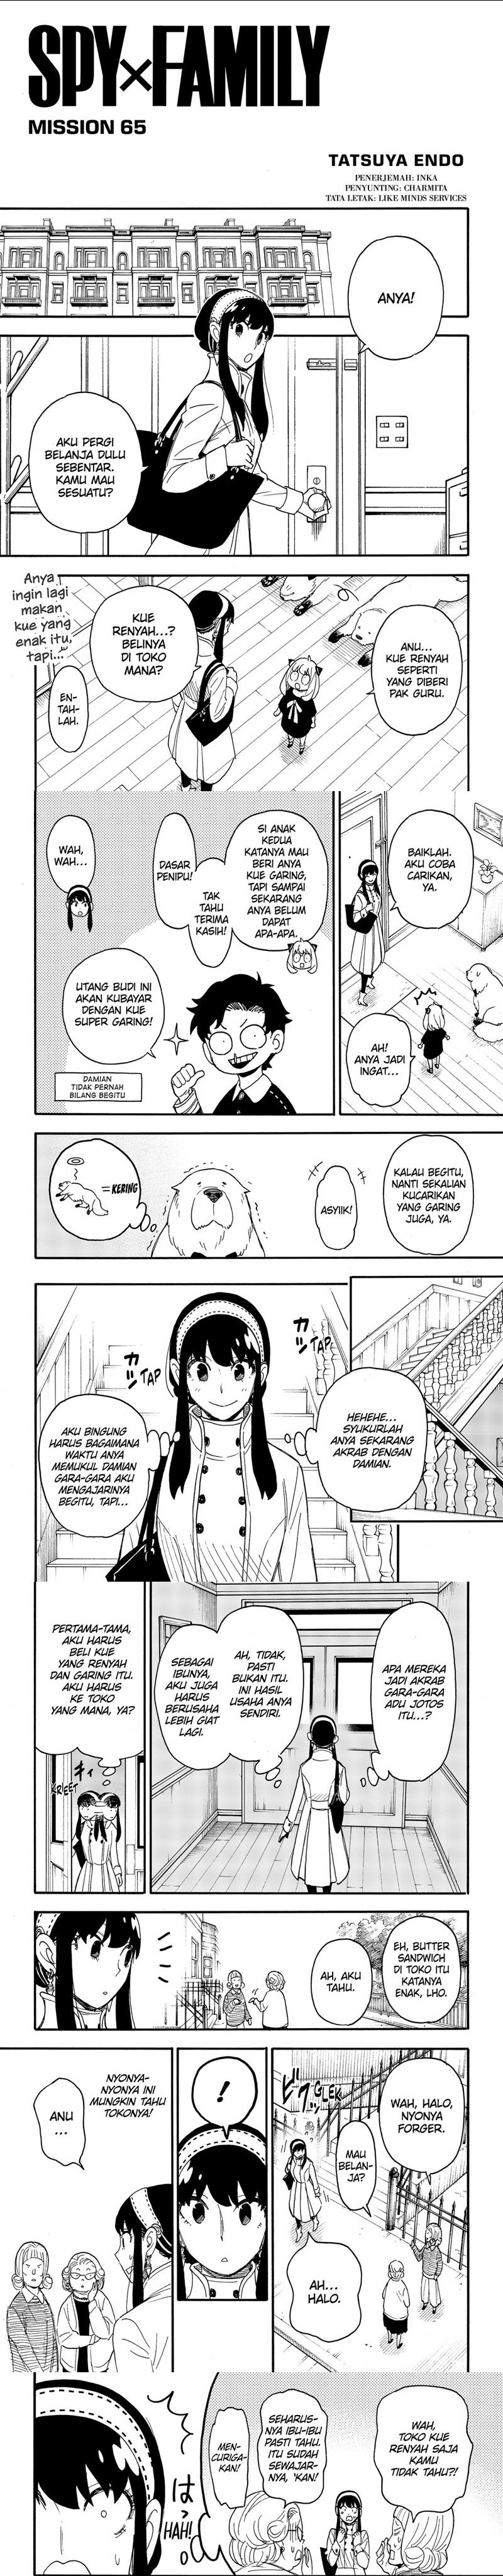 SPY×FAMILY
MISSION 65
TATSUYA ENDO
PENERJEMAH: INKA
PENYUNTING: CHARMITA
TATA LETAK: LIKE MINDS SERVICES
ANYA!
AKU PERGI
BELANJA DULU
SEBENTAR.
KAMU MAU
SESUATU?
ANU...
KUE RENYAH
SEPERTI
YANG DIBERI
PAK GURU.
KUE
RENYAH...?
BELINYA
DI TOKO
MANA?
EN-
TAH-
LAH.
Anya
ingin lagi
makan
kue yang
enak itu,
tapi...
BAIKLAH.
AKU COBA
CARIKAN,
YA.
AH!
ANYA JADI
INGAT...
SI ANAK
KEDUA
KATANYA MAU
BERI ANYA
KUE GARING,
TAPI SAMPAI
SEKARANG
ANYA BELUM
DAPAT
APA-APA.
TAK
TAHU
TERIMA
KASIH!
DASAR
PENIPU!
WAH,
WAH...
UTANG BUDI INI
AKAN KUBAYAR
DENGAN KUE
SUPER GARING!
DAMIAN
TIDAK PERNAH
BILANG BEGITU
KALAU BEGITU,
NANTI SEKALIAN
KUCARIKAN
YANG GARING
JUGA, YA.
ASYIIK!
=KERING
HEHEHE...
SYUKURLAH
ANYA SEKARANG
AKRAB DENGAN
DAMIAN.
カツ
TAP
カツ
TAP
AKU BINGUNG
HARUS BAGAIMANA
WAKTU ANYA
MEMUKUL DAMIAN
GARA-GARA AKU
MENGAJARINYA
BEGITU, TAPI...
APA MEREKA
JADI AKRAB
GARA-GARA
ADU JOTOS
ITU...?
AH, TIDAK,
PASTI
BUKAN ITU.
INI HASIL
USAHA ANYA
SENDIRI.
SEBAGAI
IBUNYA,
AKU JUGA
HARUS
BERUSAHA
LEBIH GIAT
LAGI.
PERTAMA-TAMA,
AKU HARUS
BELI KUE
YANG RENYAH
DAN GARING ITU.
AKU HARUS
KE TOKO
YANG MANA, YA?
キィ
KRIEET
EH, BUTTER
SANDWICH
DI TOKO ITU
KATANYA
ENAK, LHO.
AH, AKU
TAHU.
WAH, HALO,
NYONYA
FORGER.
MAU
BELAN-
JA?
ビクッ
GLEK
AH...
HALO.
!
NYONYA-
NYONYA INI
MUNGKIN TAHU
TOKONYA!
ANU
...
WAH,
TOKO KUE
RENYAH SAJA
KAMU
TIDAK TAHU?!
SEHARUS-
NYA IBU-IBU
PASTI TAHU.
ITU SUDAH
SEWAJAR-
NYA, 'KAN!
MEN-
CURIGA-
KAN!
はっ
HAH!